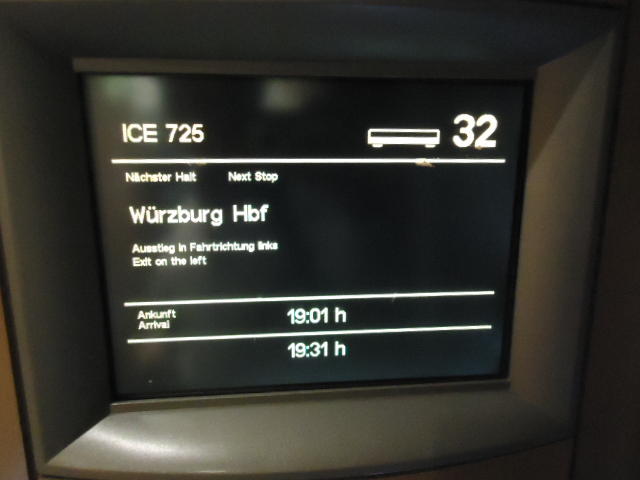 ICE 725 32
Nächster Halt Next Stop
Würzburg Hbf
Ausstieg in Fahrtrichtung links
Exit on the left
Ankunft
Arrival
19:01 h
19:31 h